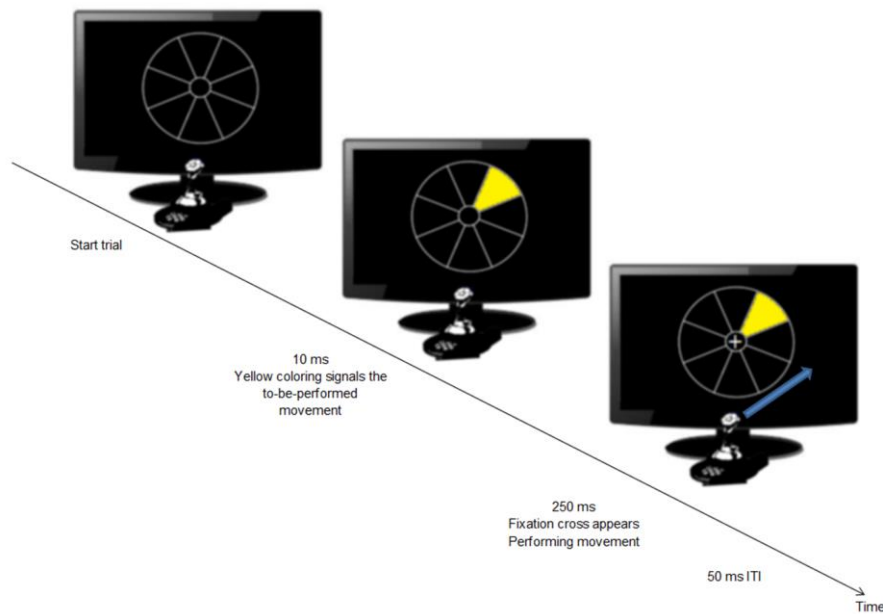 Start trial
10 ms
Yellow coloring signals the
to-be-performed
movement
250 ms
Fixation cross appears
Performing movement
50 ms ITI
Time